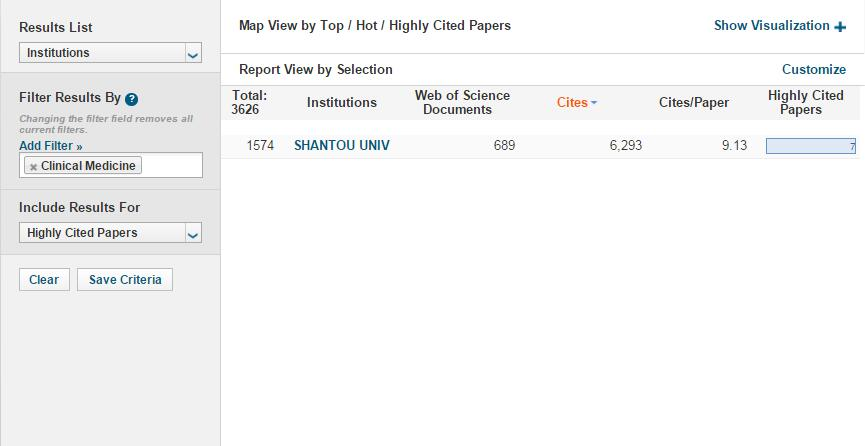 Results List
Institutions
Filter Results By ?
Changing the filter field removes all
current filters.
Add Filter »
× Clinical Medicine
Include Results For
Highly Cited Papers
Clear Save Criteria
Map View by Top / Hot / Highly Cited Papers Show Visualization +
Report View by Selection Customize
Total:
3626
Institutions
Web of Science
Documents
Cites
Cites/Paper
Highly Cited
Papers
1574 SHANTOU UNIV 689 6,293 9.13 7